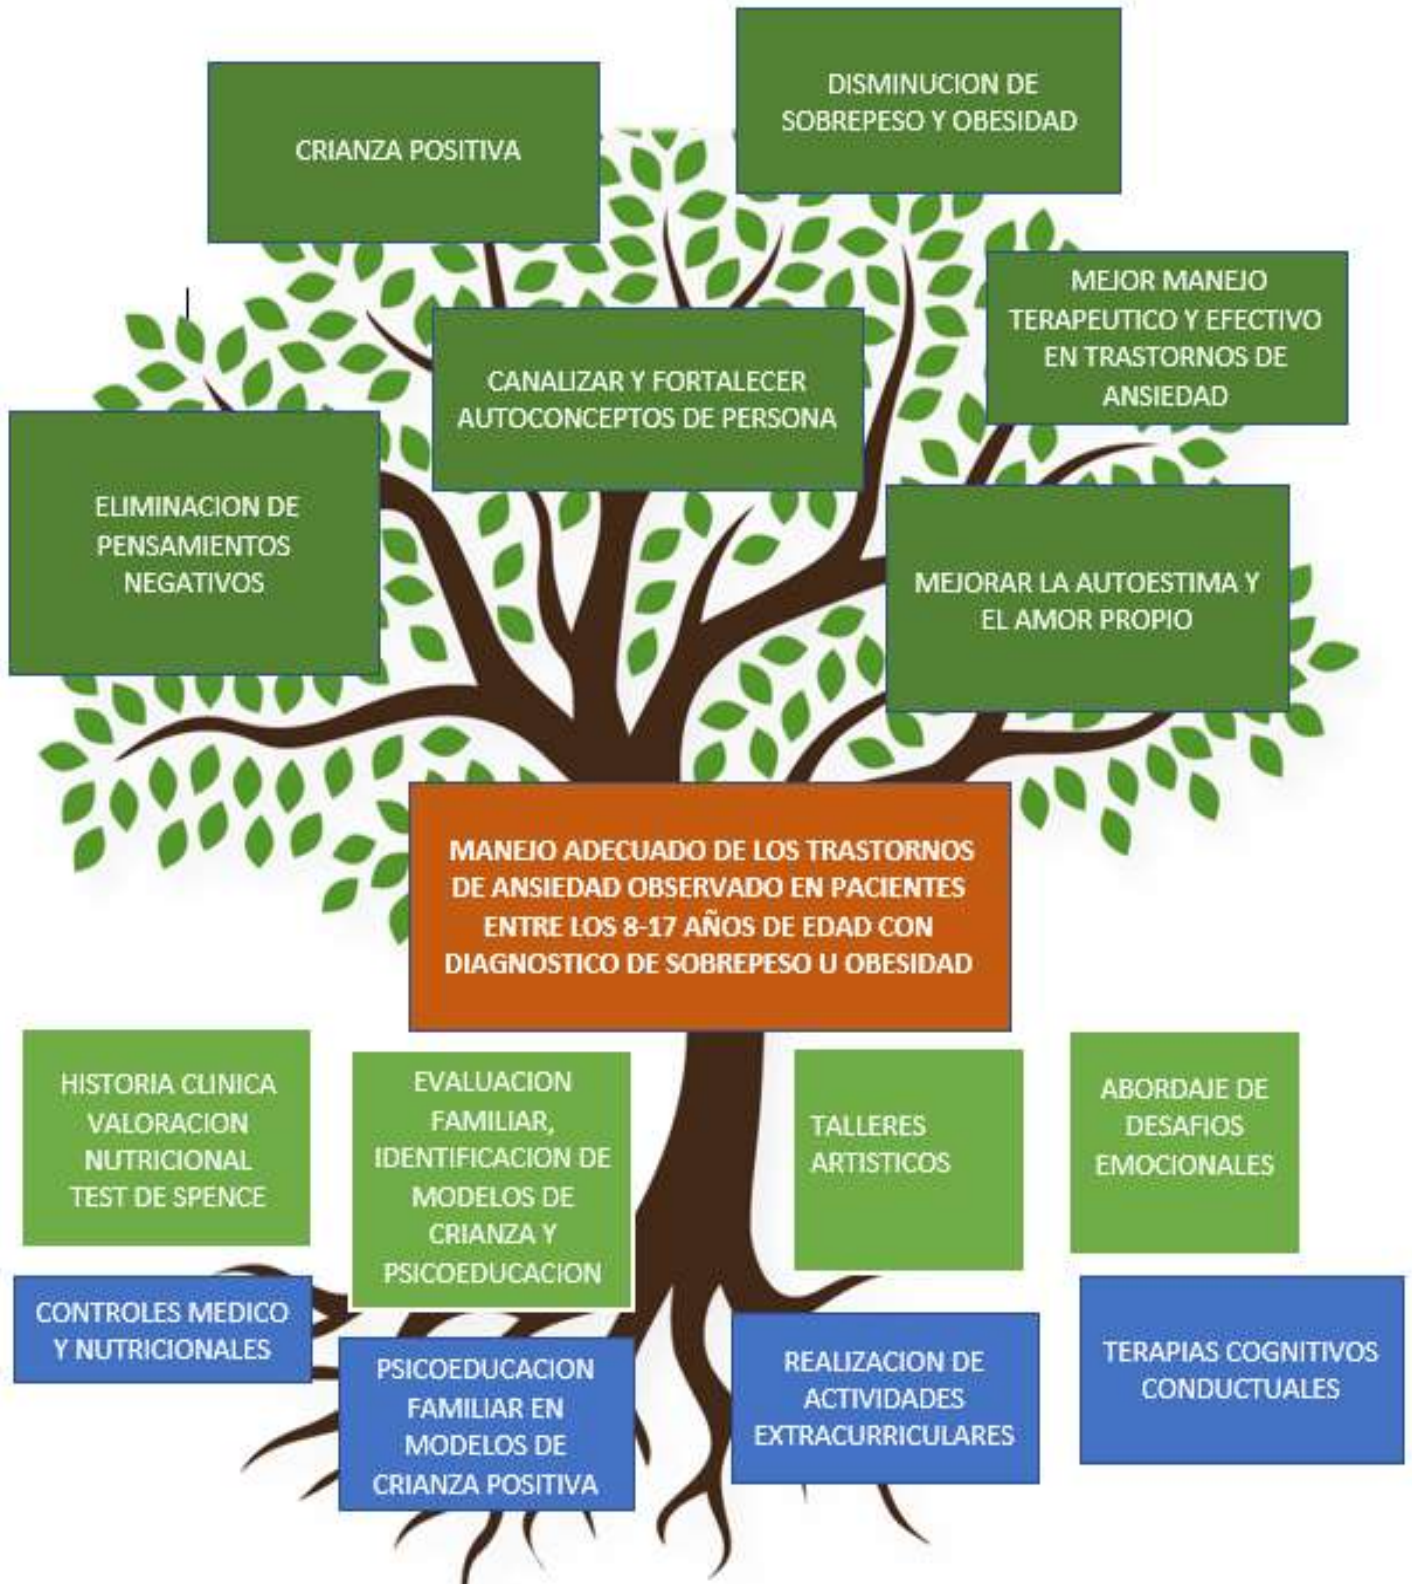 DISMINUCION DE
SOBREPESO Y OBESIDAD
CRIANZA POSITIVA
MEJOR MANEJO
TERAPEUTICO Y EFECTIVO
EN TRASTORNOS DE
ANSIEDAD
CANALIZAR Y FORTALECER
AUTOCONCEPTOS DE PERSONA
ELIMINACION DE
PENSAMIENTOS
NEGATIVOS
MEJORAR LA AUTOESTIMA Y
EL AMOR PROPIO
MANEJO ADECUADO DE LOS TRASTORNOS
DE ANSIEDAD OBSERVADO EN PACIENTES
ENTRE LOS 8-17 AÑOS DE EDAD CON
DIAGNOSTICO DE SOBREPESO U OBESIDAD
HISTORIA CLINICA
VALORACION
NUTRICIONAL
TEST DE SPENCE
EVALUACION
FAMILIAR,
IDENTIFICACION DE
MODELOS DE
CRIANZA Y
PSICOEDUCACION
TALLERES
ARTISTICOS
ABORDAJE DE
DESAFIOS
EMOCIONALES
CONTROLES MEDICO
Y NUTRICIONALES
PSICOEDUCACION
FAMILIAR EN
MODELOS DE
CRIANZA POSITIVA
REALIZACION DE
ACTIVIDADES
EXTRACURRICULARES
TERAPIAS COGNITIVOS
CONDUCTUALES